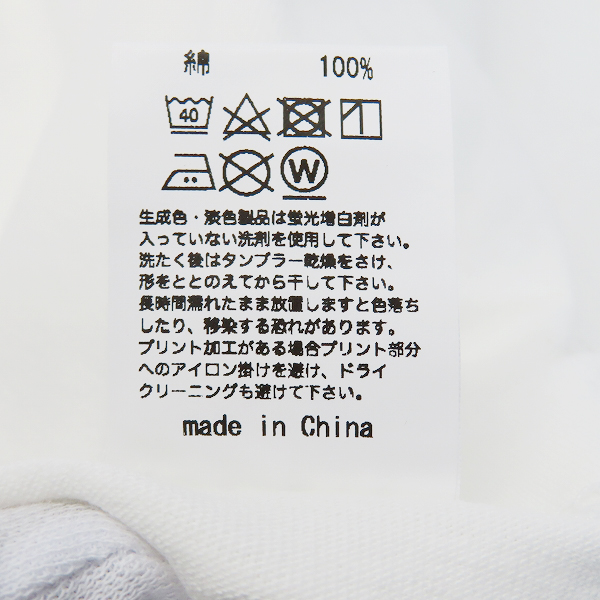 綿 100%
40
W
生成色・淡色製品は蛍光増白剤が
入っていない洗剤を使用して下さい。
洗たく後はタンブラー乾燥をさけ、
形をととのえてから干して下さい。
長時間濡れたまま放置しますと色落ち
したり、移染する恐れがあります。
プリント加工がある場合プリント部分
へのアイロン掛けを避け、ドライ
クリーニングも避けて下さい。
made in China